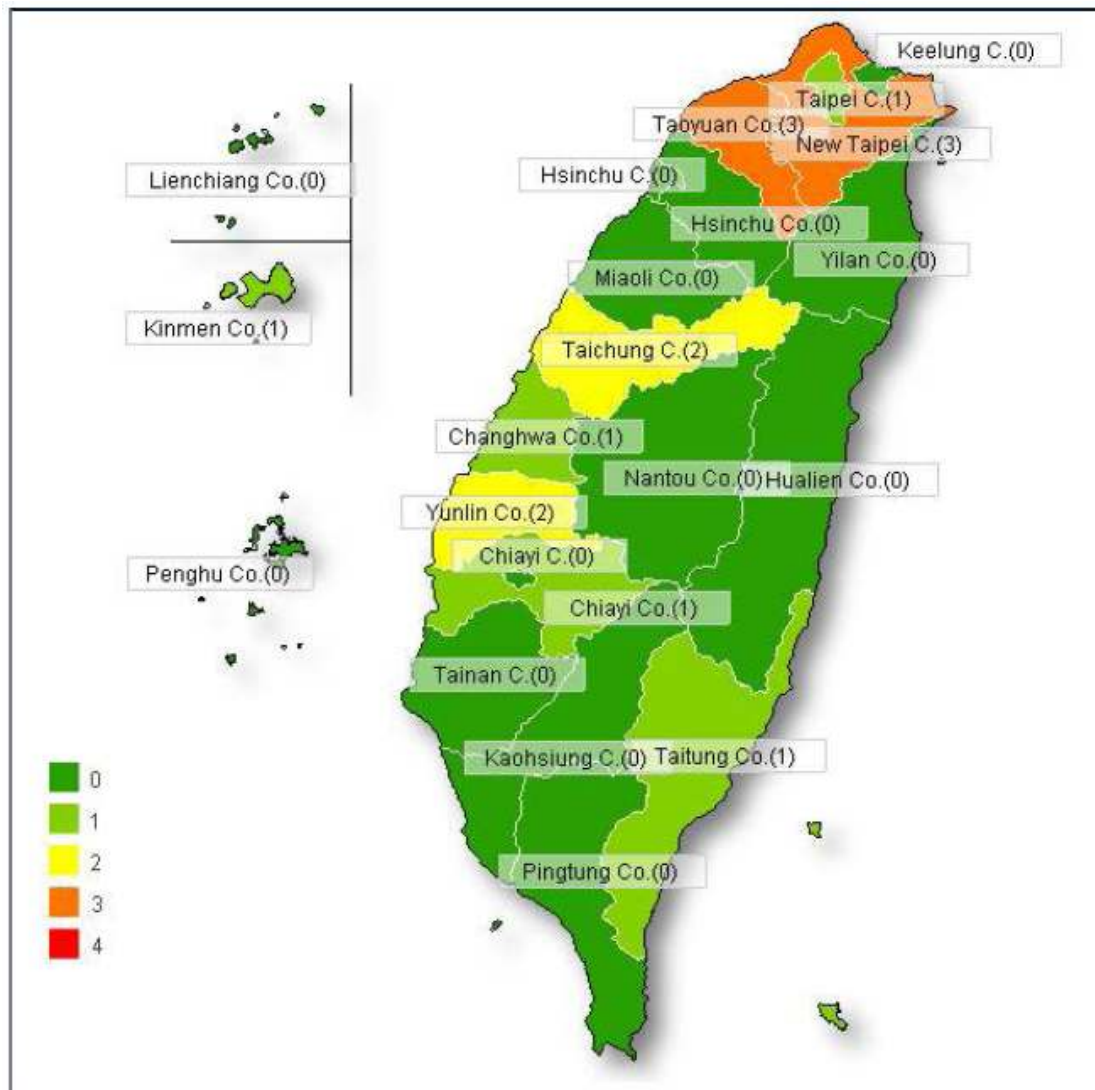 Keelung C.(0)
Taipei C.(1)
Taoyuan Co.(3)
New Taipei C.(3)
Lienchiang Co.(0)
Hsinchu C.(0)
Hsinchu Co.(0)
Yilan Co.(0)
Miaoli Co.(0)
Kinmen Co.(1)
Taichung C.(2)
Changhwa Co.(1)
Nantou Co.(0)
Hualien Co.(0)
Yunlin Co.(2)
Chiayi C.(0)
Penghu Co.(0)
Chiayi Co.(1)
Tainan C.(0)
Kaohsiung C.(0)
Taitung Co.(1)
Pingtung Co.(0)
0
1
2
3
4